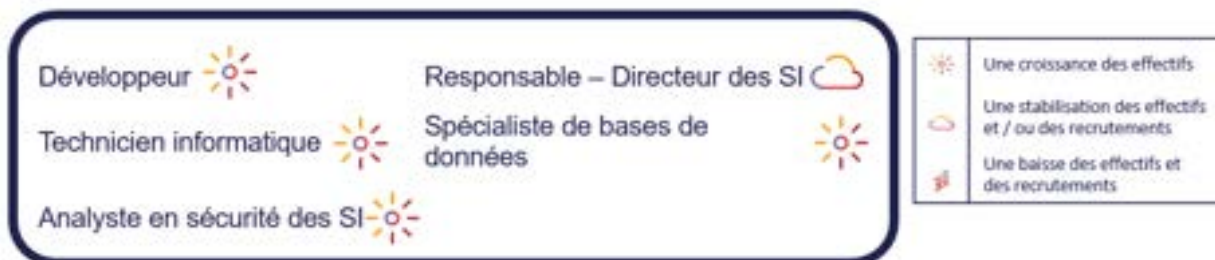 Développeur
Responsable – Directeur des SI
Technicien informatique
Spécialiste de bases de
données
Analyste en sécurité des SI
Une croissance des effectifs
Une stabilisation des effectifs
et / ou des recrutements
Une baisse des effectifs et
des recrutements